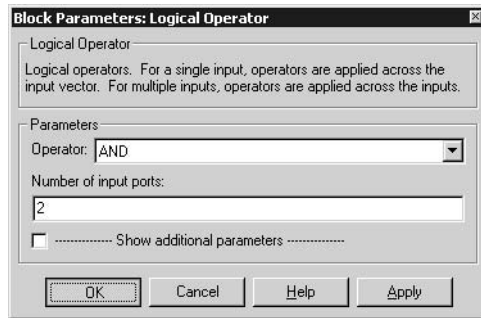 Block Parameters: Logical Operator
Logical Operator
Logical operators. For a single input, operators are applied across the
input vector. For multiple inputs, operators are applied across the inputs.
Parameters
Operator: AND
Number of input ports:
2
-------------- Show additional parameters --------------
OK Cancel Help Apply